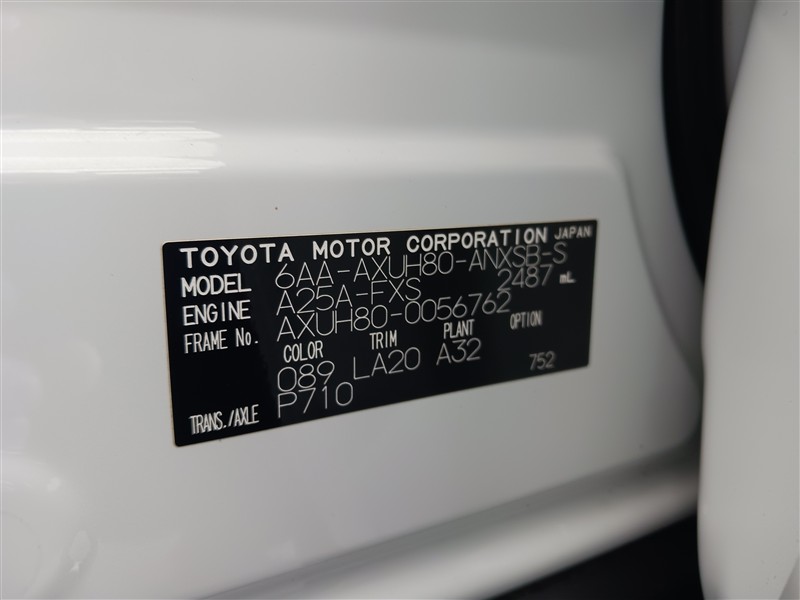 TOYOTA MOTOR CORPORATION JAPAN
MODEL 6AA-AXUH80-ANXSB-S
ENGINE A25A-FXS 2487 mL
FRAME No. AXUH80-0056762
COLOR TRIM PLANT OPTION
089 LA20 A32 752
TRANS./AXLE P710